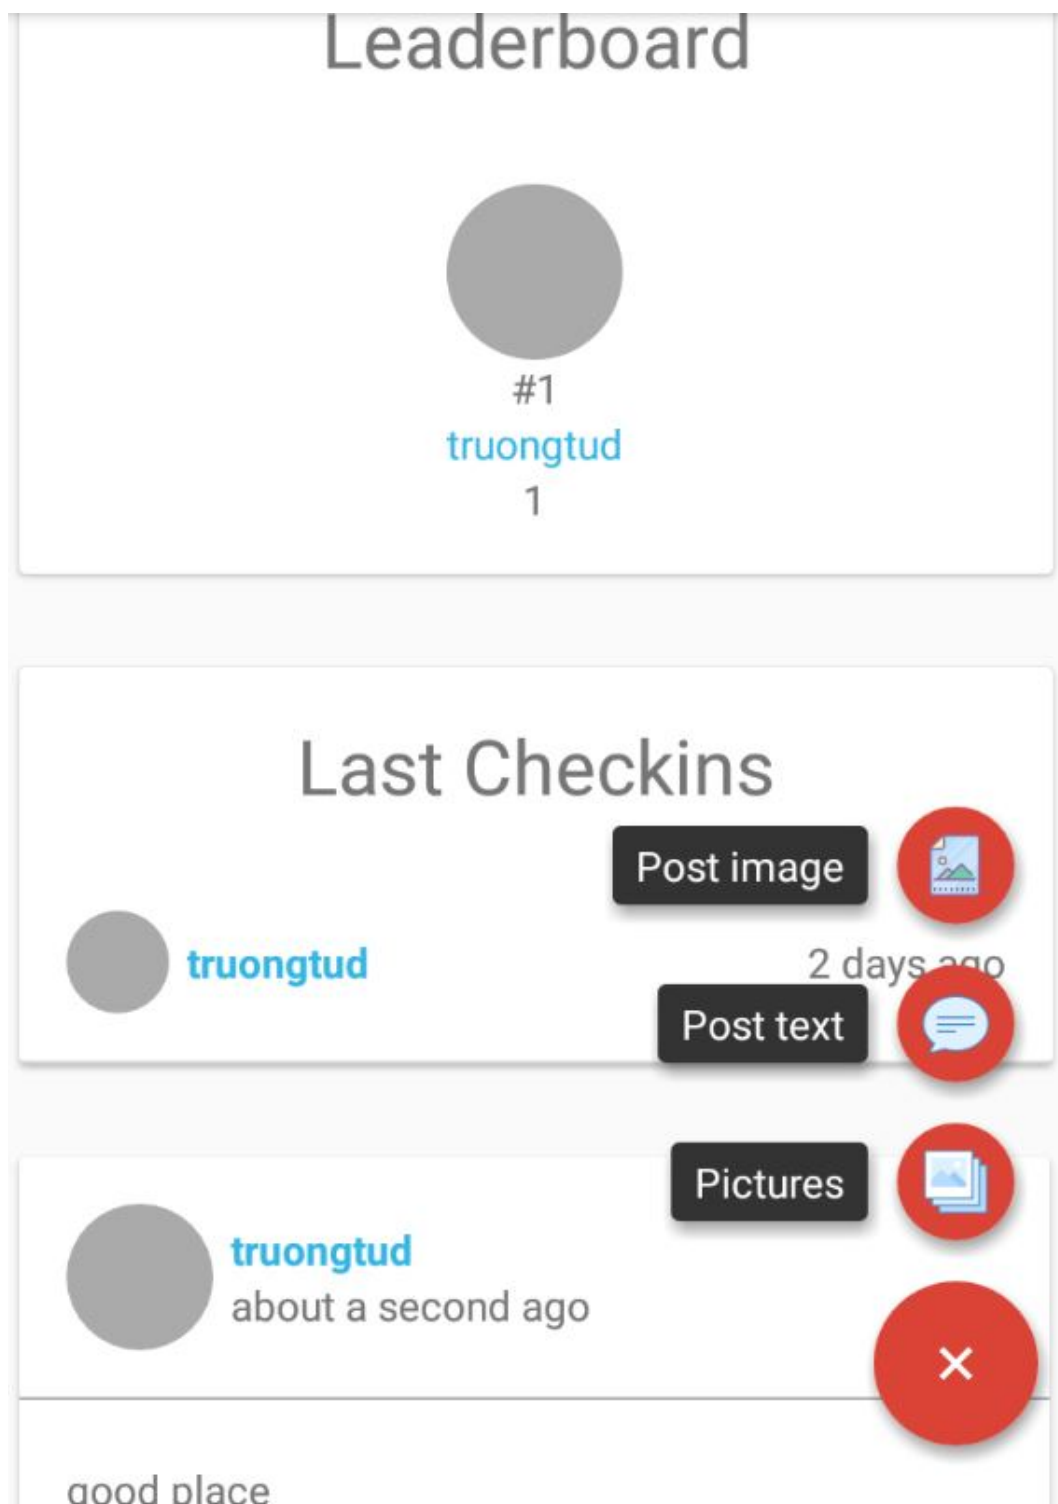 Leaderboard
#1
truongtud
1
Last Checkins
Post image
truongtud
2 days ago
Post text
Pictures
truongtud
about a second ago
good place